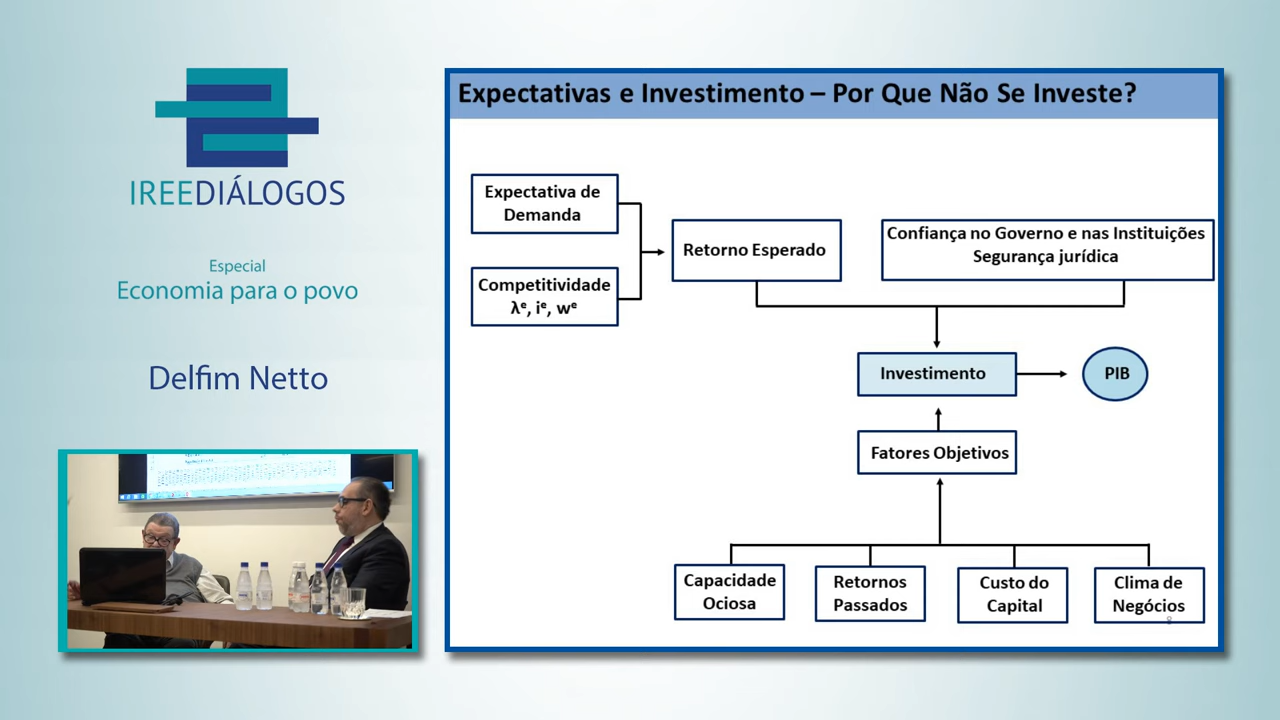 IREEDIÁLOGOS
Especial
Economia para o povo
Delfim Netto
Expectativas e Investimento – Por Que Não Se Investe?
Expectativa de
Demanda
Competitividade
λᵉ, iᵉ, wᵉ
Retorno Esperado
Confiança no Governo e nas Instituições
Segurança jurídica
Investimento
PIB
Fatores Objetivos
Capacidade
Ociosa
Retornos
Passados
Custo do
Capital
Clima de
Negócios
8